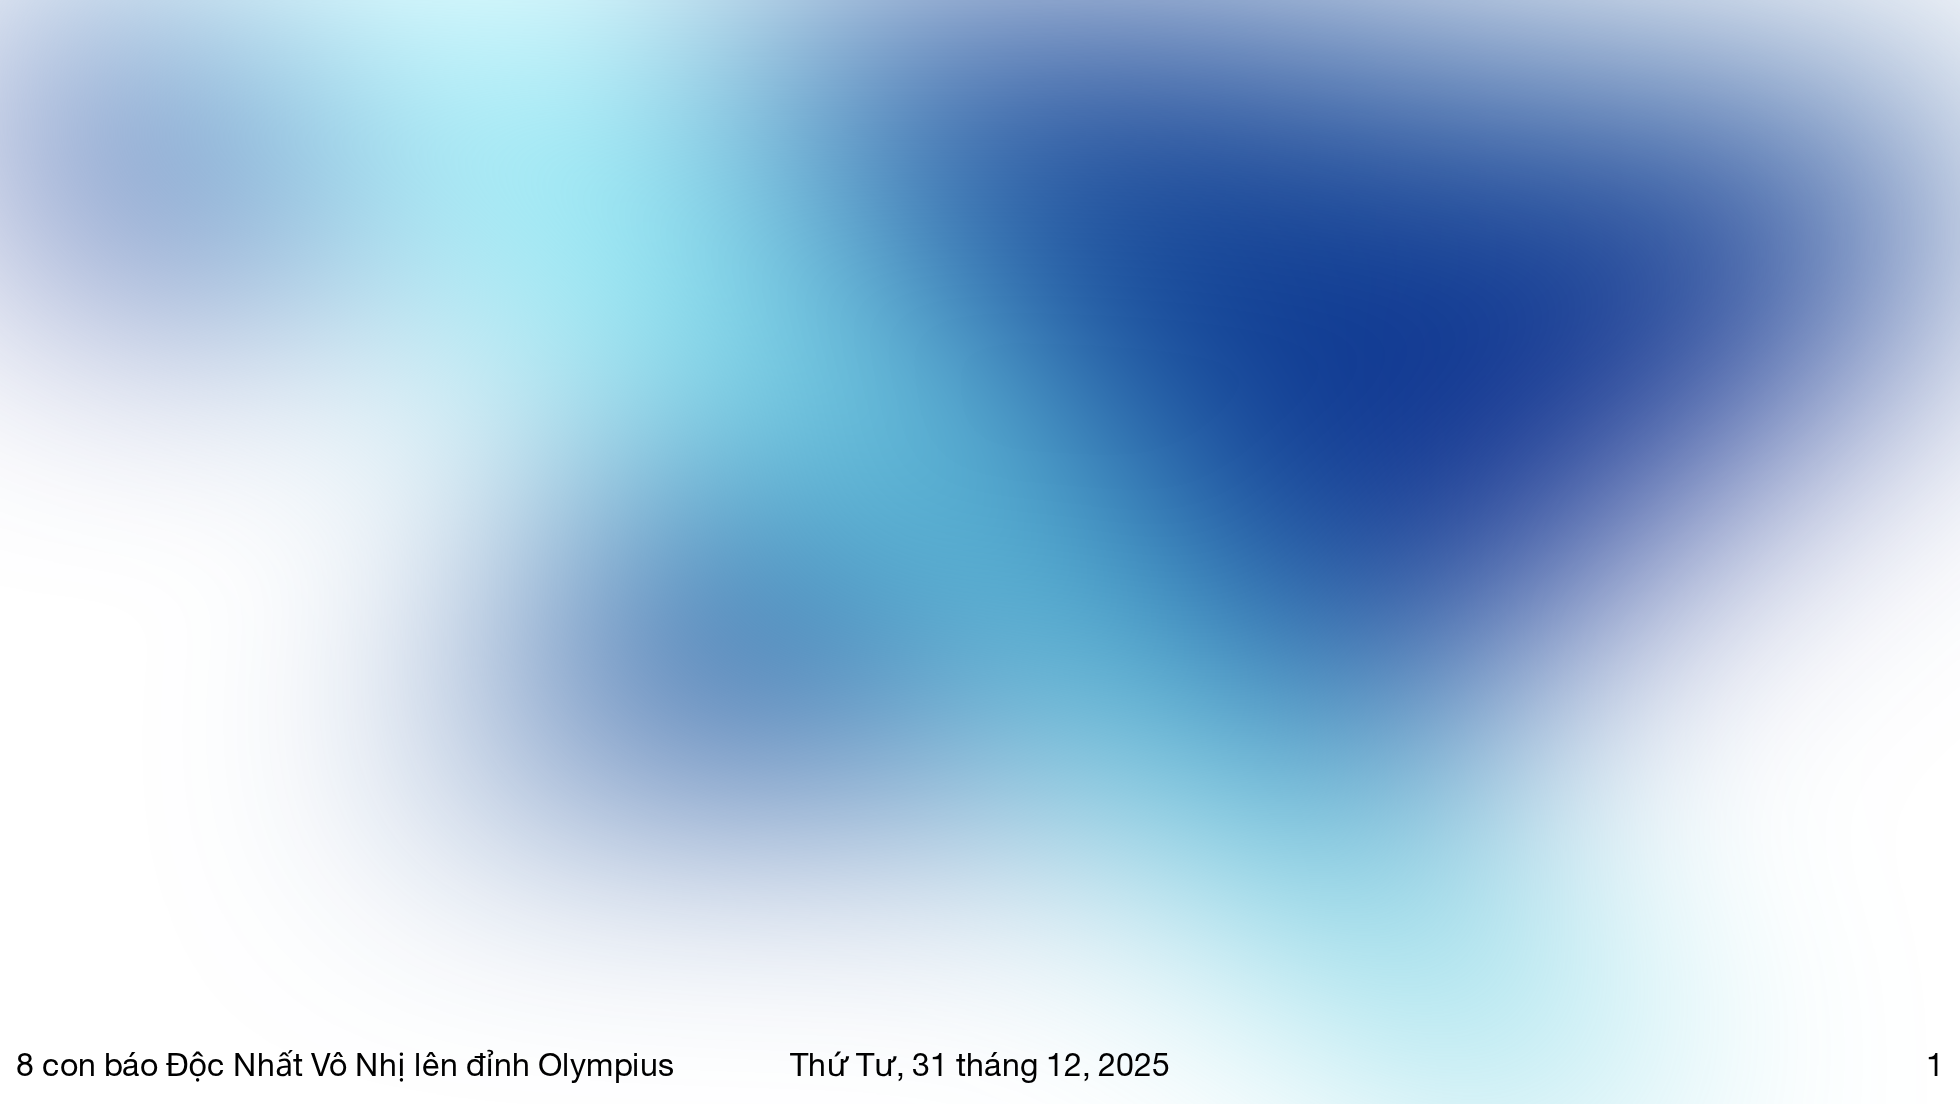 8 con báo Độc Nhất Vô Nhị lên đỉnh Olympius
Thứ Tư, 31 tháng 12, 2025
1